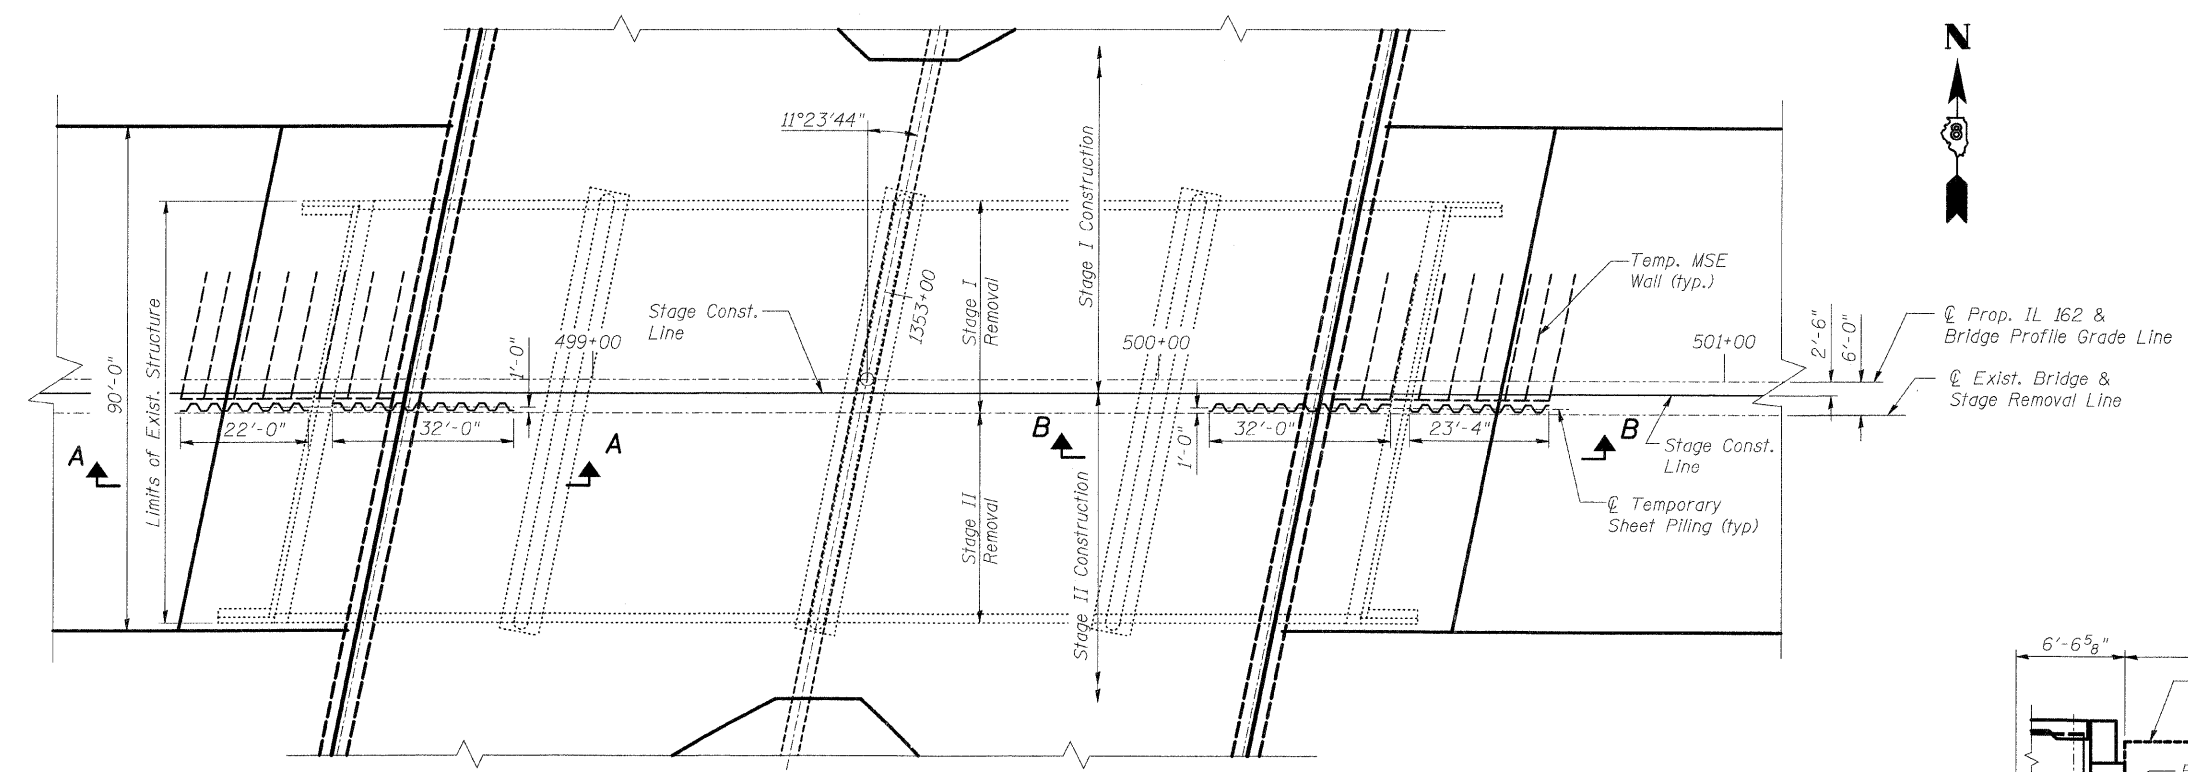 N
8
11°23'44"
Stage I Construction
Temp. MSE
Wall (typ.)
Limits of Exist. Structure
90'-0"
Stage Const.
Line
1353+00
Stage I
Removal
499+00
500+00
501+00
1'-0"
2'-6"
6'-0"
℄ Prop. IL 162 &
Bridge Profile Grade Line
℄ Exist. Bridge &
Stage Removal Line
22'-0"
32'-0"
32'-0"
23'-4"
1'-0"
A
A
B
B
Stage Const.
Line
℄ Temporary
Sheet Piling (typ)
Stage II
Removal
Stage II Construction
6'-6 5/8"